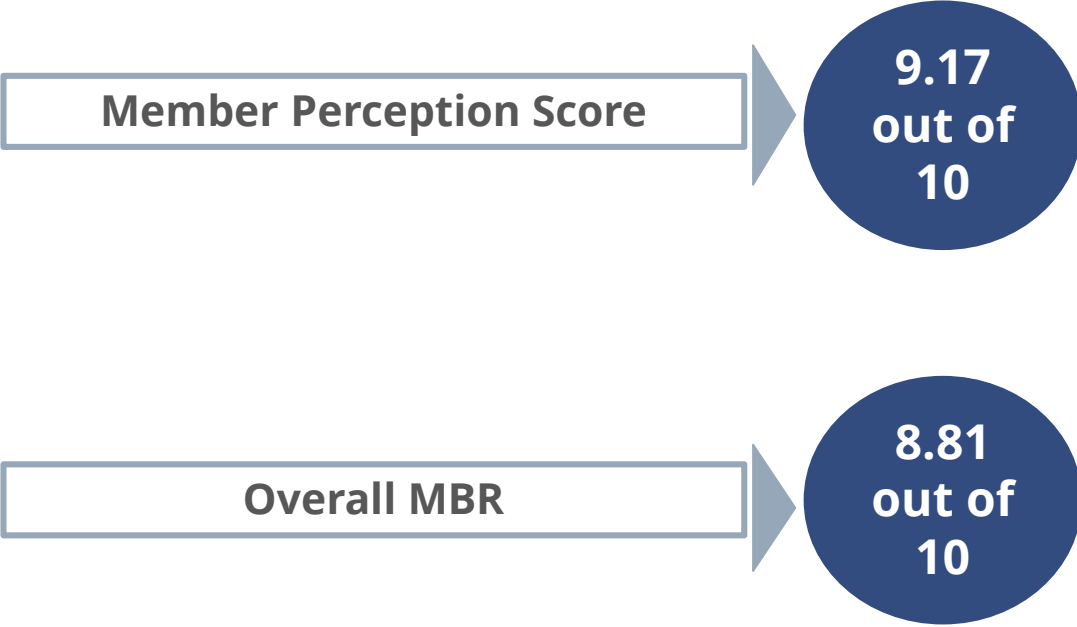 Member Perception Score
9.17
out of
10
Overall MBR
8.81
out of
10